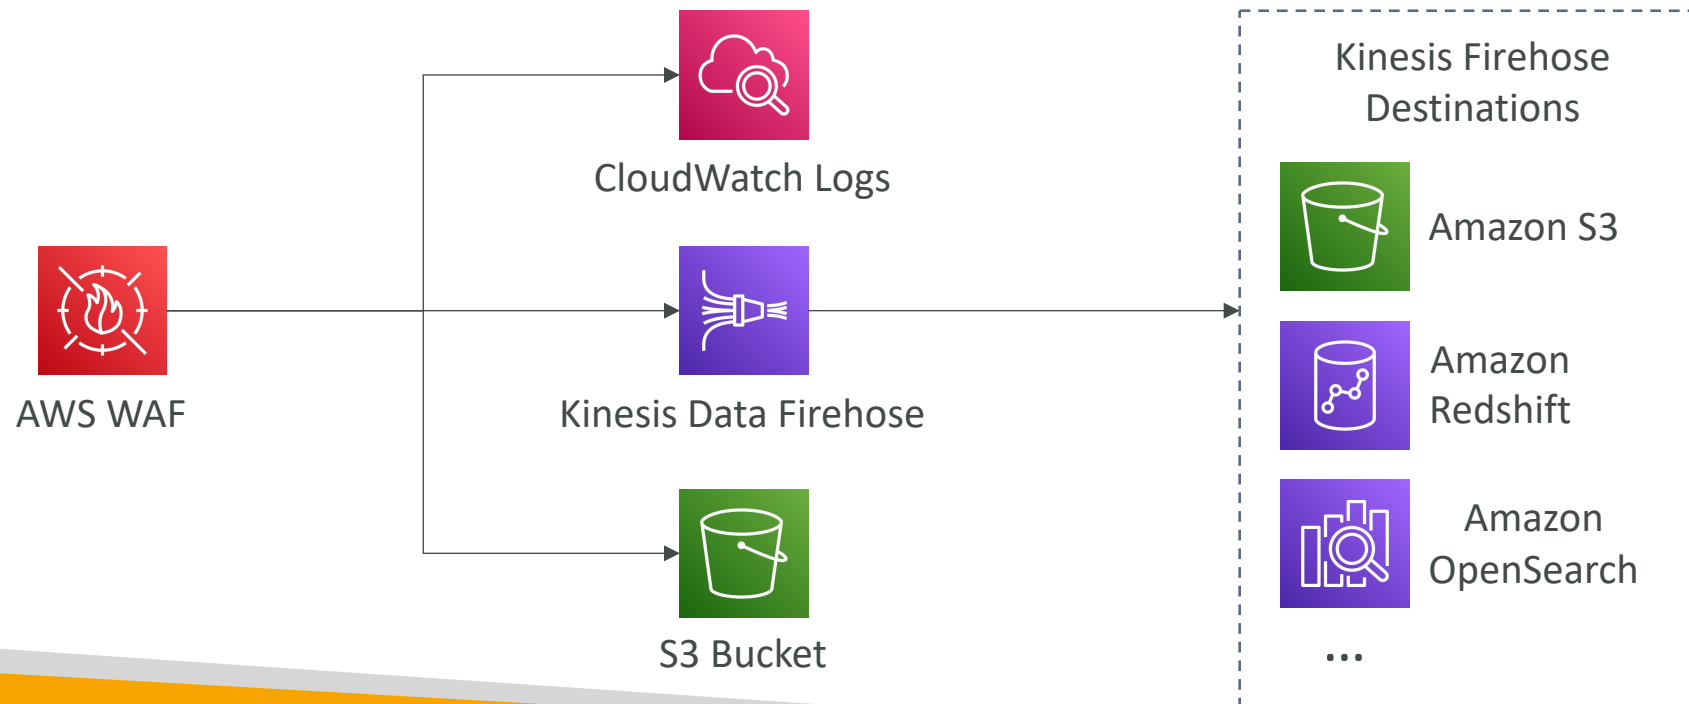 CloudWatch Logs
AWS WAF
Kinesis Data Firehose
S3 Bucket
Kinesis Firehose
Destinations
Amazon S3
Amazon
Redshift
Amazon
OpenSearch
...